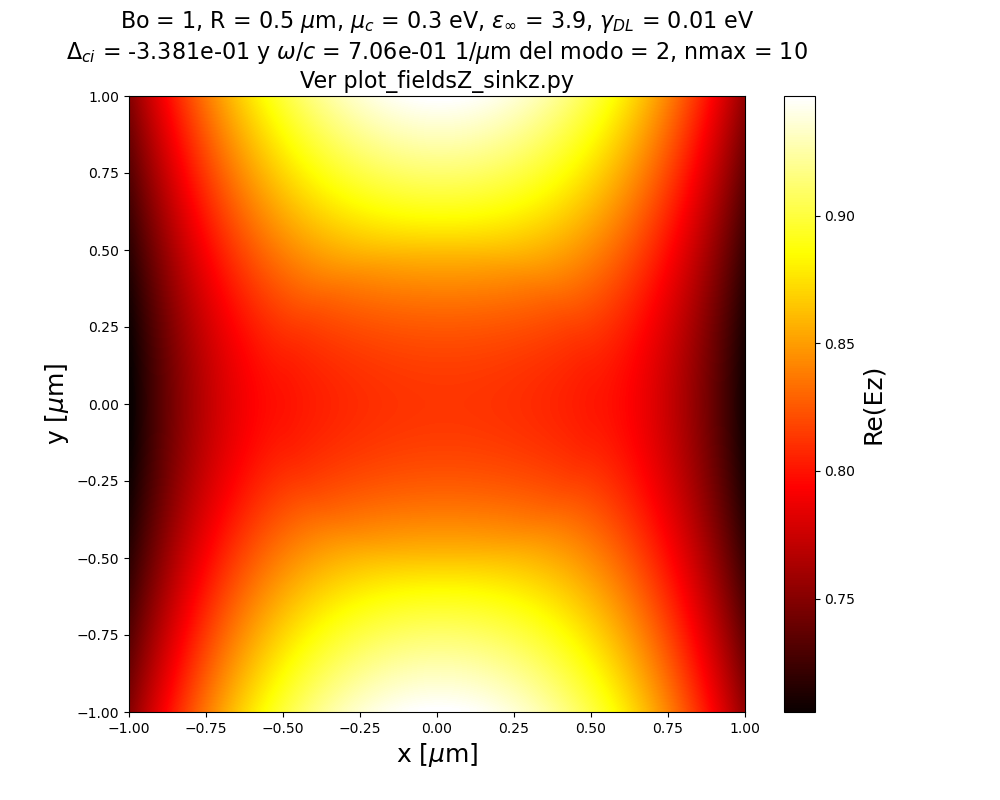 Bo = 1, R = 0.5 μm, μ_c = 0.3 eV, ε_∞ = 3.9, γ_DL = 0.01 eV
Δ_ci = -3.381e-01 y ω/c = 7.06e-01 1/μm del modo = 2, nmax = 10
Ver plot_fieldsZ_sinkz.py
1.00
0.75
0.50
0.25
0.00
−0.25
−0.50
−0.75
−1.00
y [μm]
−1.00 −0.75 −0.50 −0.25 0.00 0.25 0.50 0.75 1.00
x [μm]
0.90
0.85
0.80
0.75
Re(Ez)